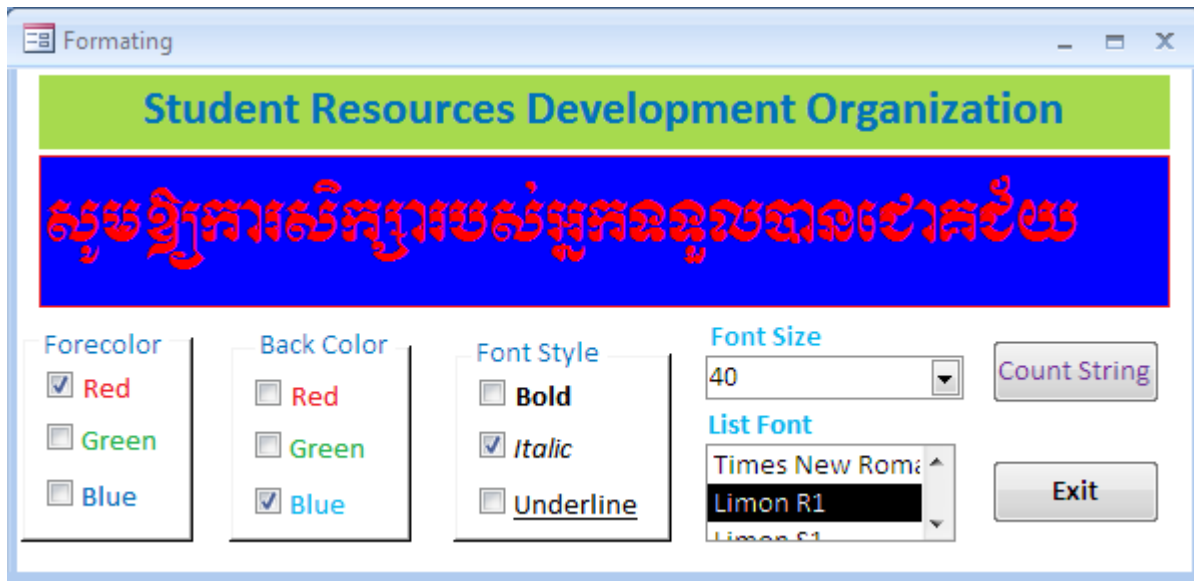 Formating
Student Resources Development Organization
សូមឱ្យការសិក្សារបស់អ្នកទទួលបានជោគជ័យ
Forecolor
Red
Green
Blue
Back Color
Red
Green
Blue
Font Style
Bold
Italic
Underline
Font Size
40
List Font
Times New Roma
Limon R1
Limon S1
Count String
Exit